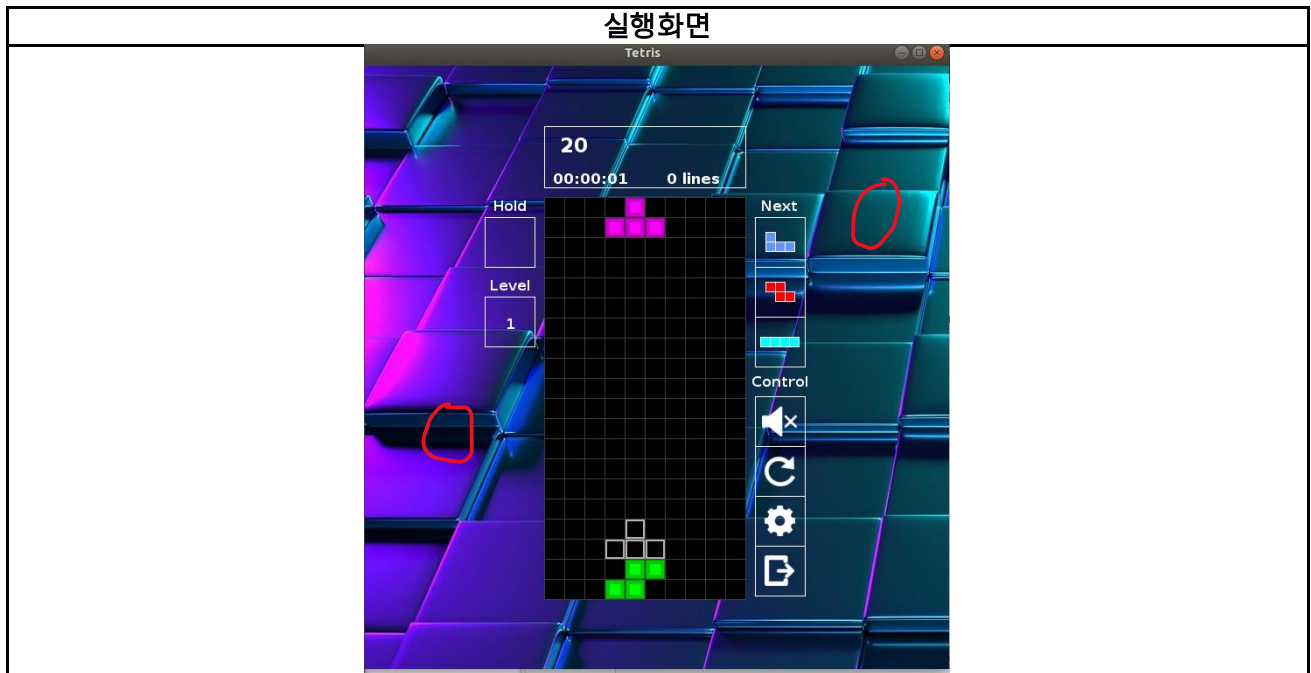 실행화면
Tetris
20
00:00:01 0 lines
Hold
Next
Level
1
Control